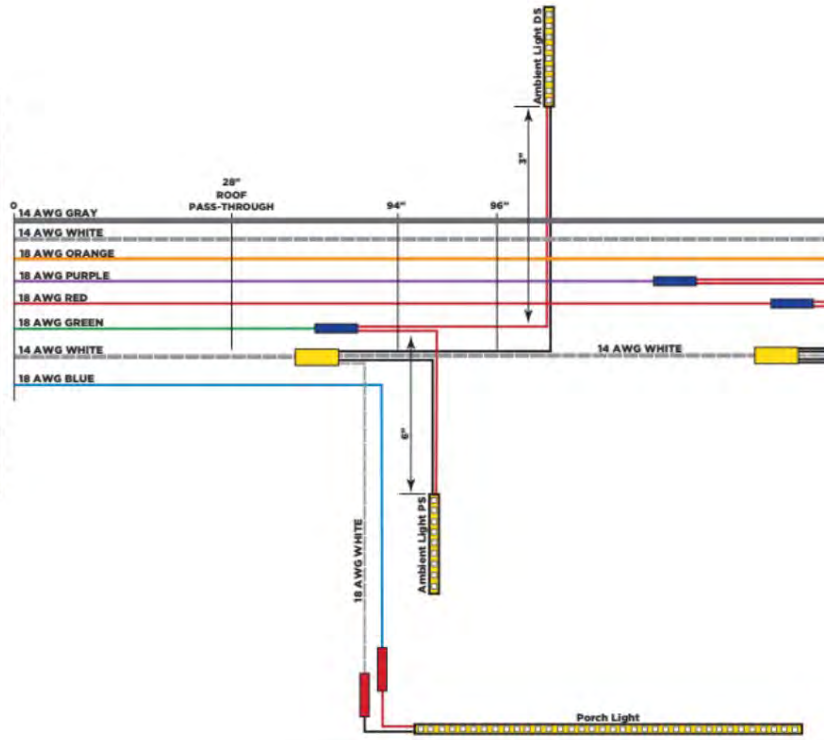 Ambient Light DS
3"
28"
ROOF
PASS-THROUGH
0
94"
96"
14 AWG GRAY
14 AWG WHITE
18 AWG ORANGE
18 AWG PURPLE
18 AWG RED
18 AWG GREEN
14 AWG WHITE
14 AWG WHITE
18 AWG BLUE
6"
18 AWG WHITE
Ambient Light PS
Porch Light